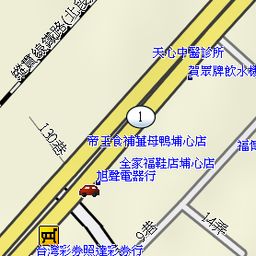 縱貫線鐵路(北
天心中醫診所
賀眾牌飲水機
1
130巷
帝王食補薑母鴨埔心店
全家福鞋店埔心店
旭聲電器行
14弄
台灣彩券照達彩券行